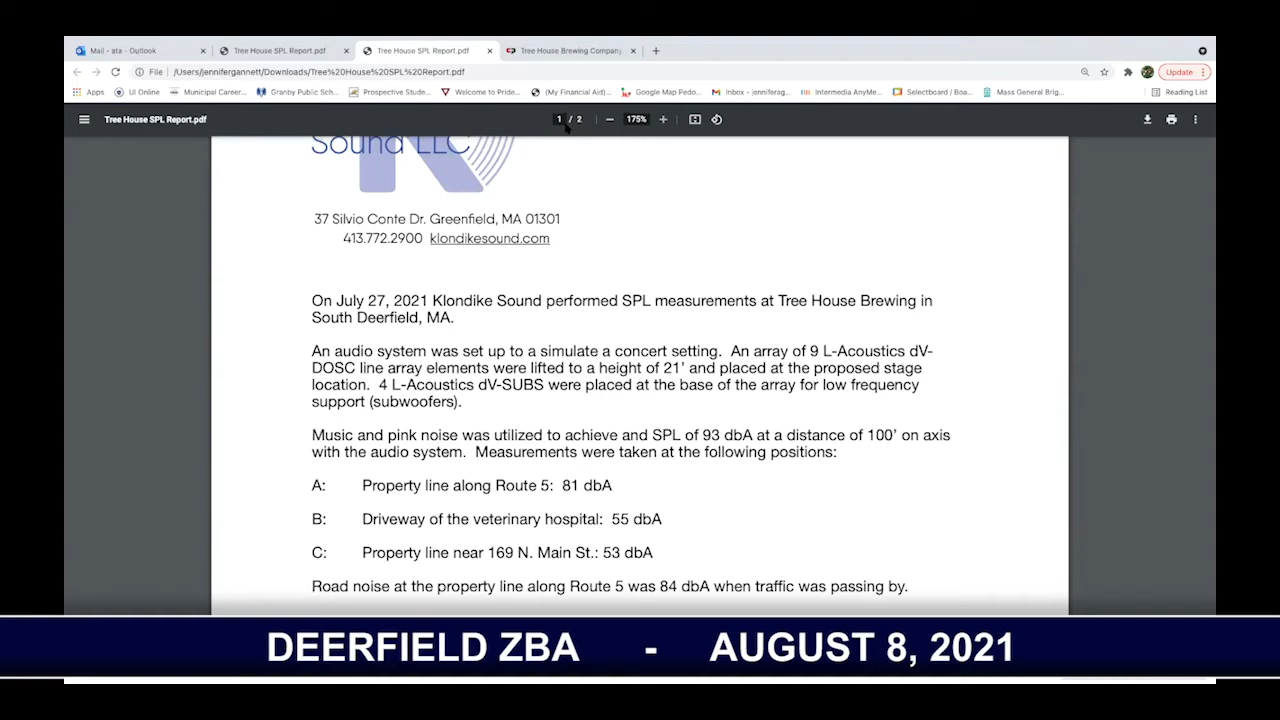 Mail - ata - Outlook
Tree House SPL Report.pdf
Tree House SPL Report.pdf
Tree House Brewing Company
File
/Users/jennifergannett/Downloads/Tree%20House%20SPL%20Report.pdf
Update
Apps
UI Online
Municipal Career...
Granby Public Sch...
Prospective Stude...
Welcome to Pride...
(My Financial Aid)...
Google Map Pedo...
Inbox - jenniferag...
Intermedia AnyMe...
Selectboard / Boa...
Mass General Brig...
Reading List
Tree House SPL Report.pdf
1 / 2
175%
Sound LLC
37 Silvio Conte Dr. Greenfield, MA 01301
413.772.2900 klondikesound.com
On July 27, 2021 Klondike Sound performed SPL measurements at Tree House Brewing in
South Deerfield, MA.
An audio system was set up to a simulate a concert setting. An array of 9 L-Acoustics dV-
DOSC line array elements were lifted to a height of 21' and placed at the proposed stage
location. 4 L-Acoustics dV-SUBS were placed at the base of the array for low frequency
support (subwoofers).
Music and pink noise was utilized to achieve and SPL of 93 dbA at a distance of 100' on axis
with the audio system. Measurements were taken at the following positions:
A: Property line along Route 5: 81 dbA
B: Driveway of the veterinary hospital: 55 dbA
C: Property line near 169 N. Main St.: 53 dbA
Road noise at the property line along Route 5 was 84 dbA when traffic was passing by.
DEERFIELD ZBA - AUGUST 8, 2021